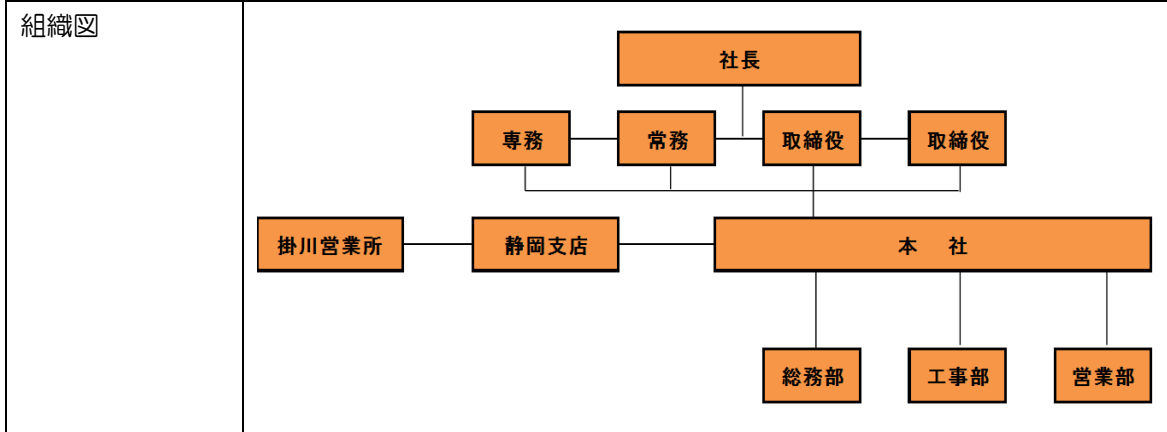 組織図
社長
専務
常務
取締役
取締役
掛川営業所
静岡支店
本 社
総務部
工事部
営業部